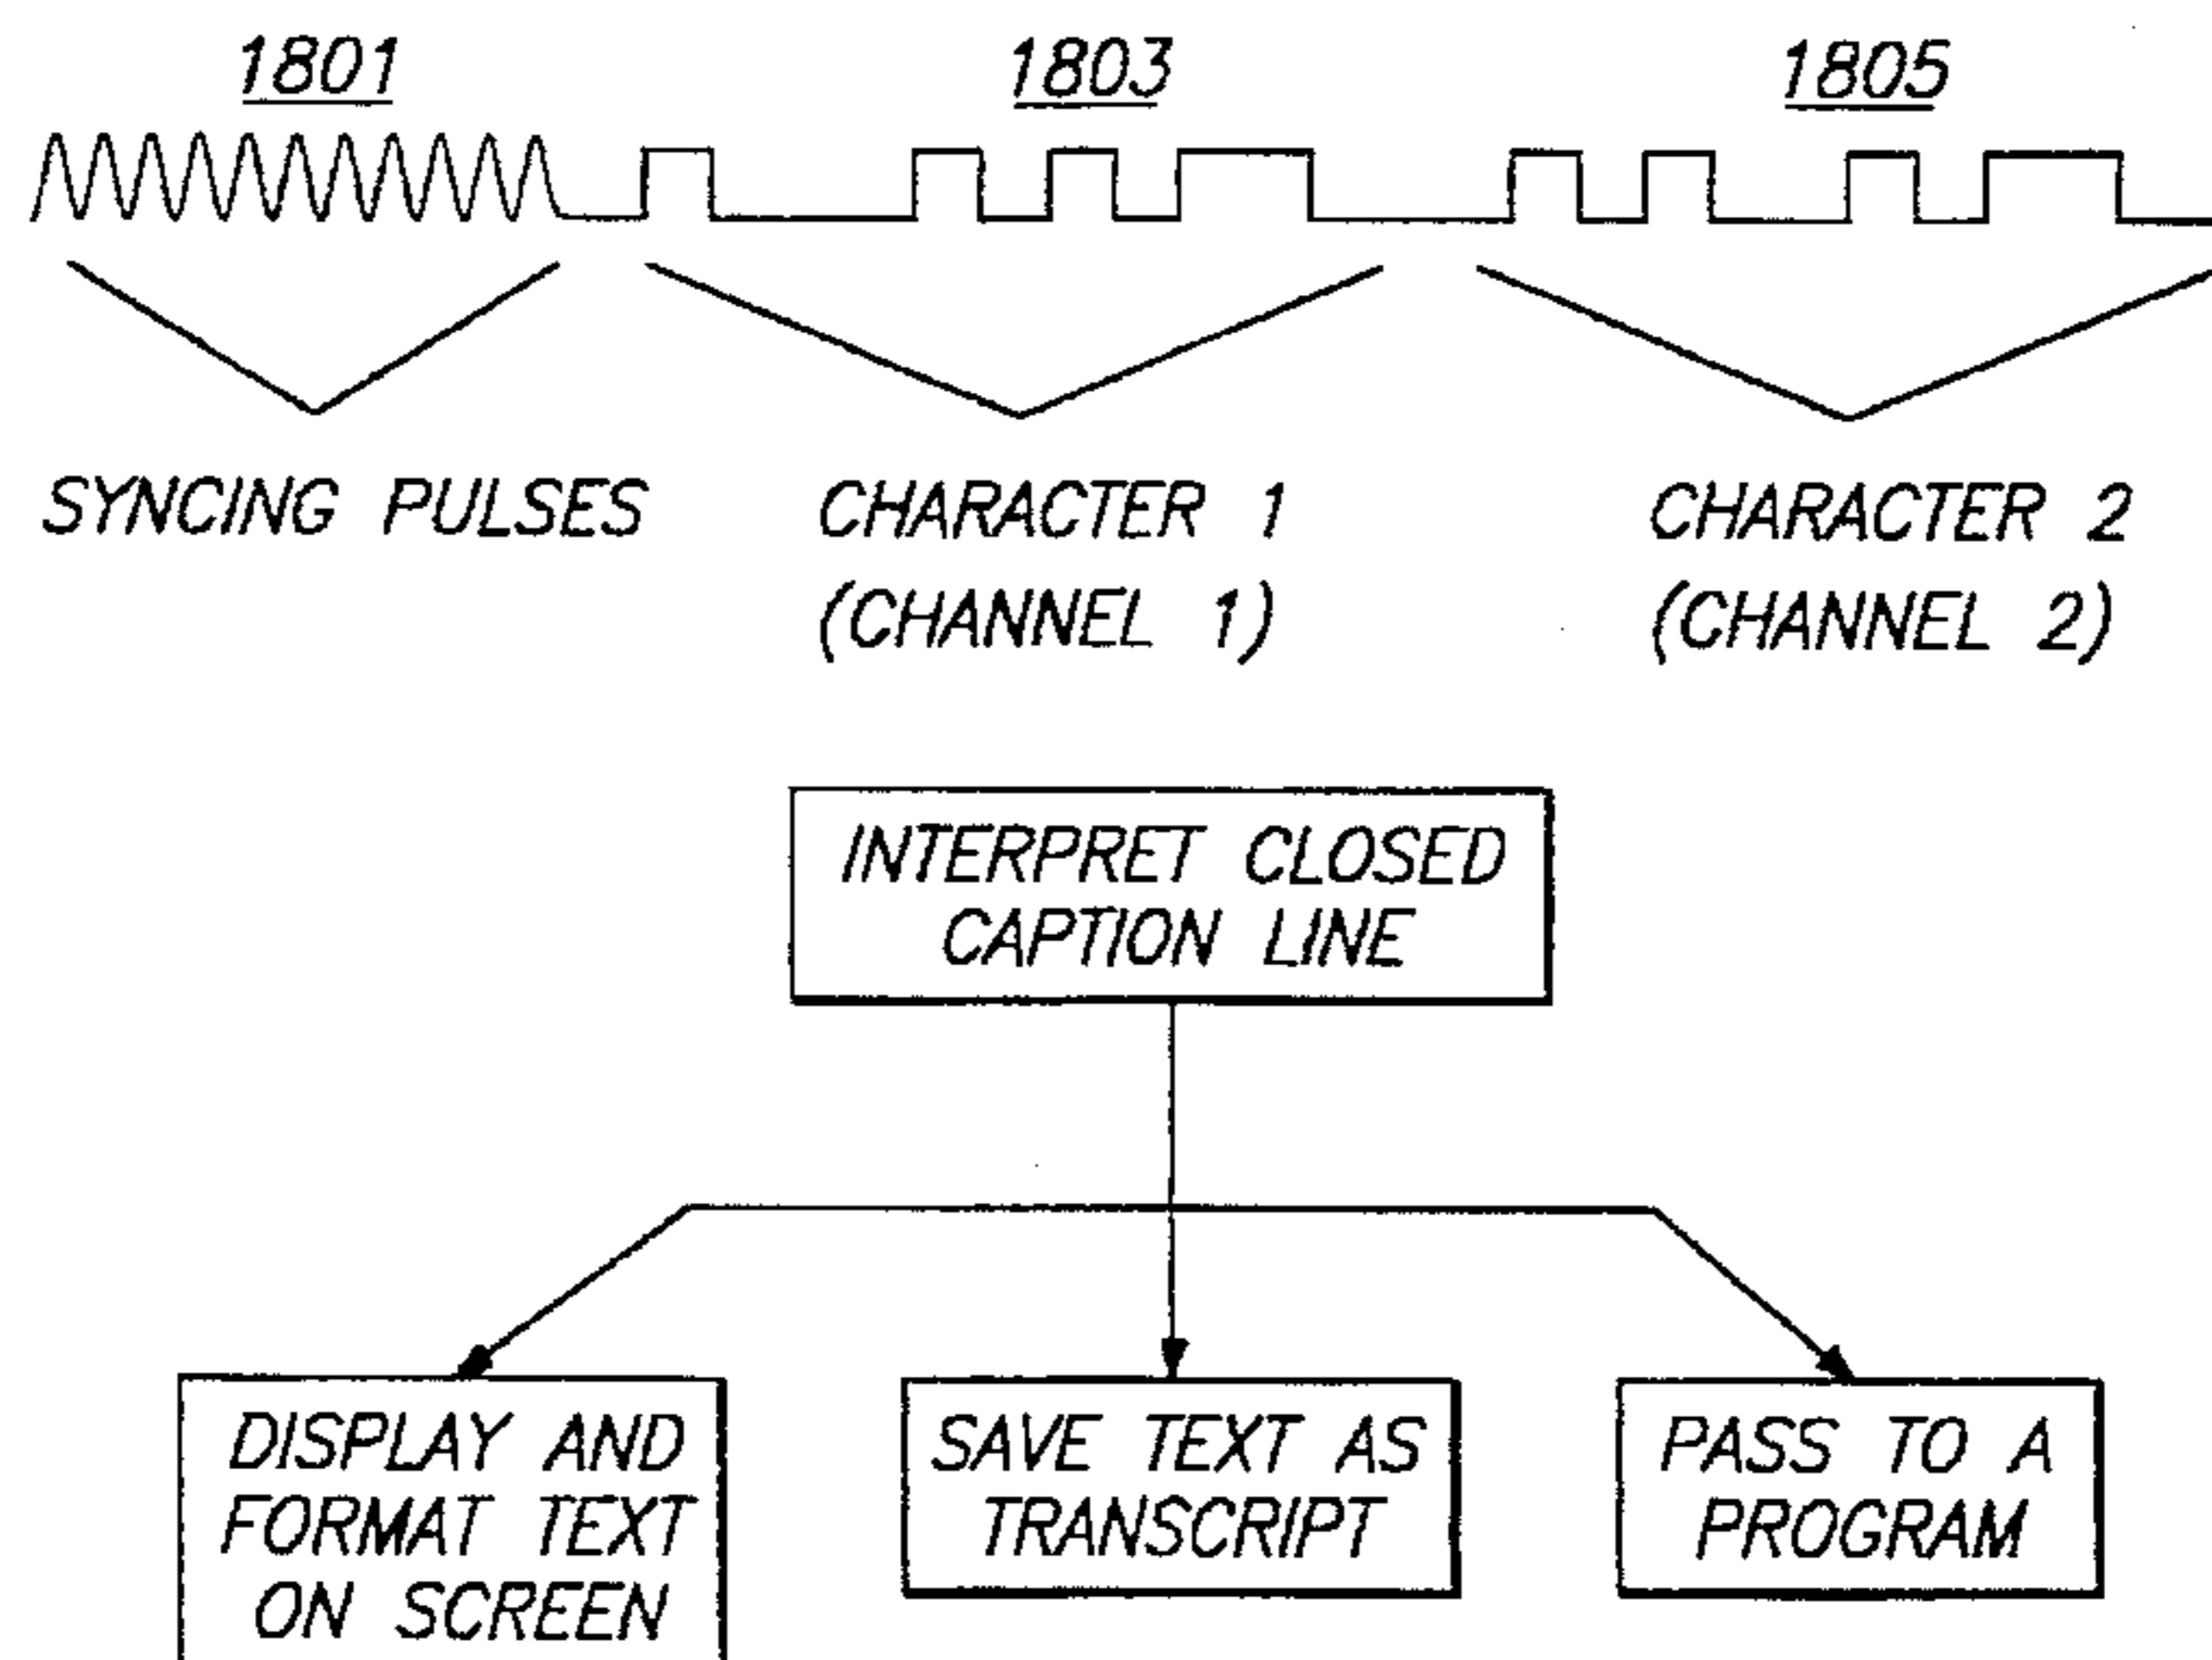 1801 1803 1805
SYNCING PULSES CHARACTER 1 CHARACTER 2
(CHANNEL 1) (CHANNEL 2)
INTERPRET CLOSED
CAPTION LINE
DISPLAY AND
FORMAT TEXT
ON SCREEN
SAVE TEXT AS
TRANSCRIPT
PASS TO A
PROGRAM